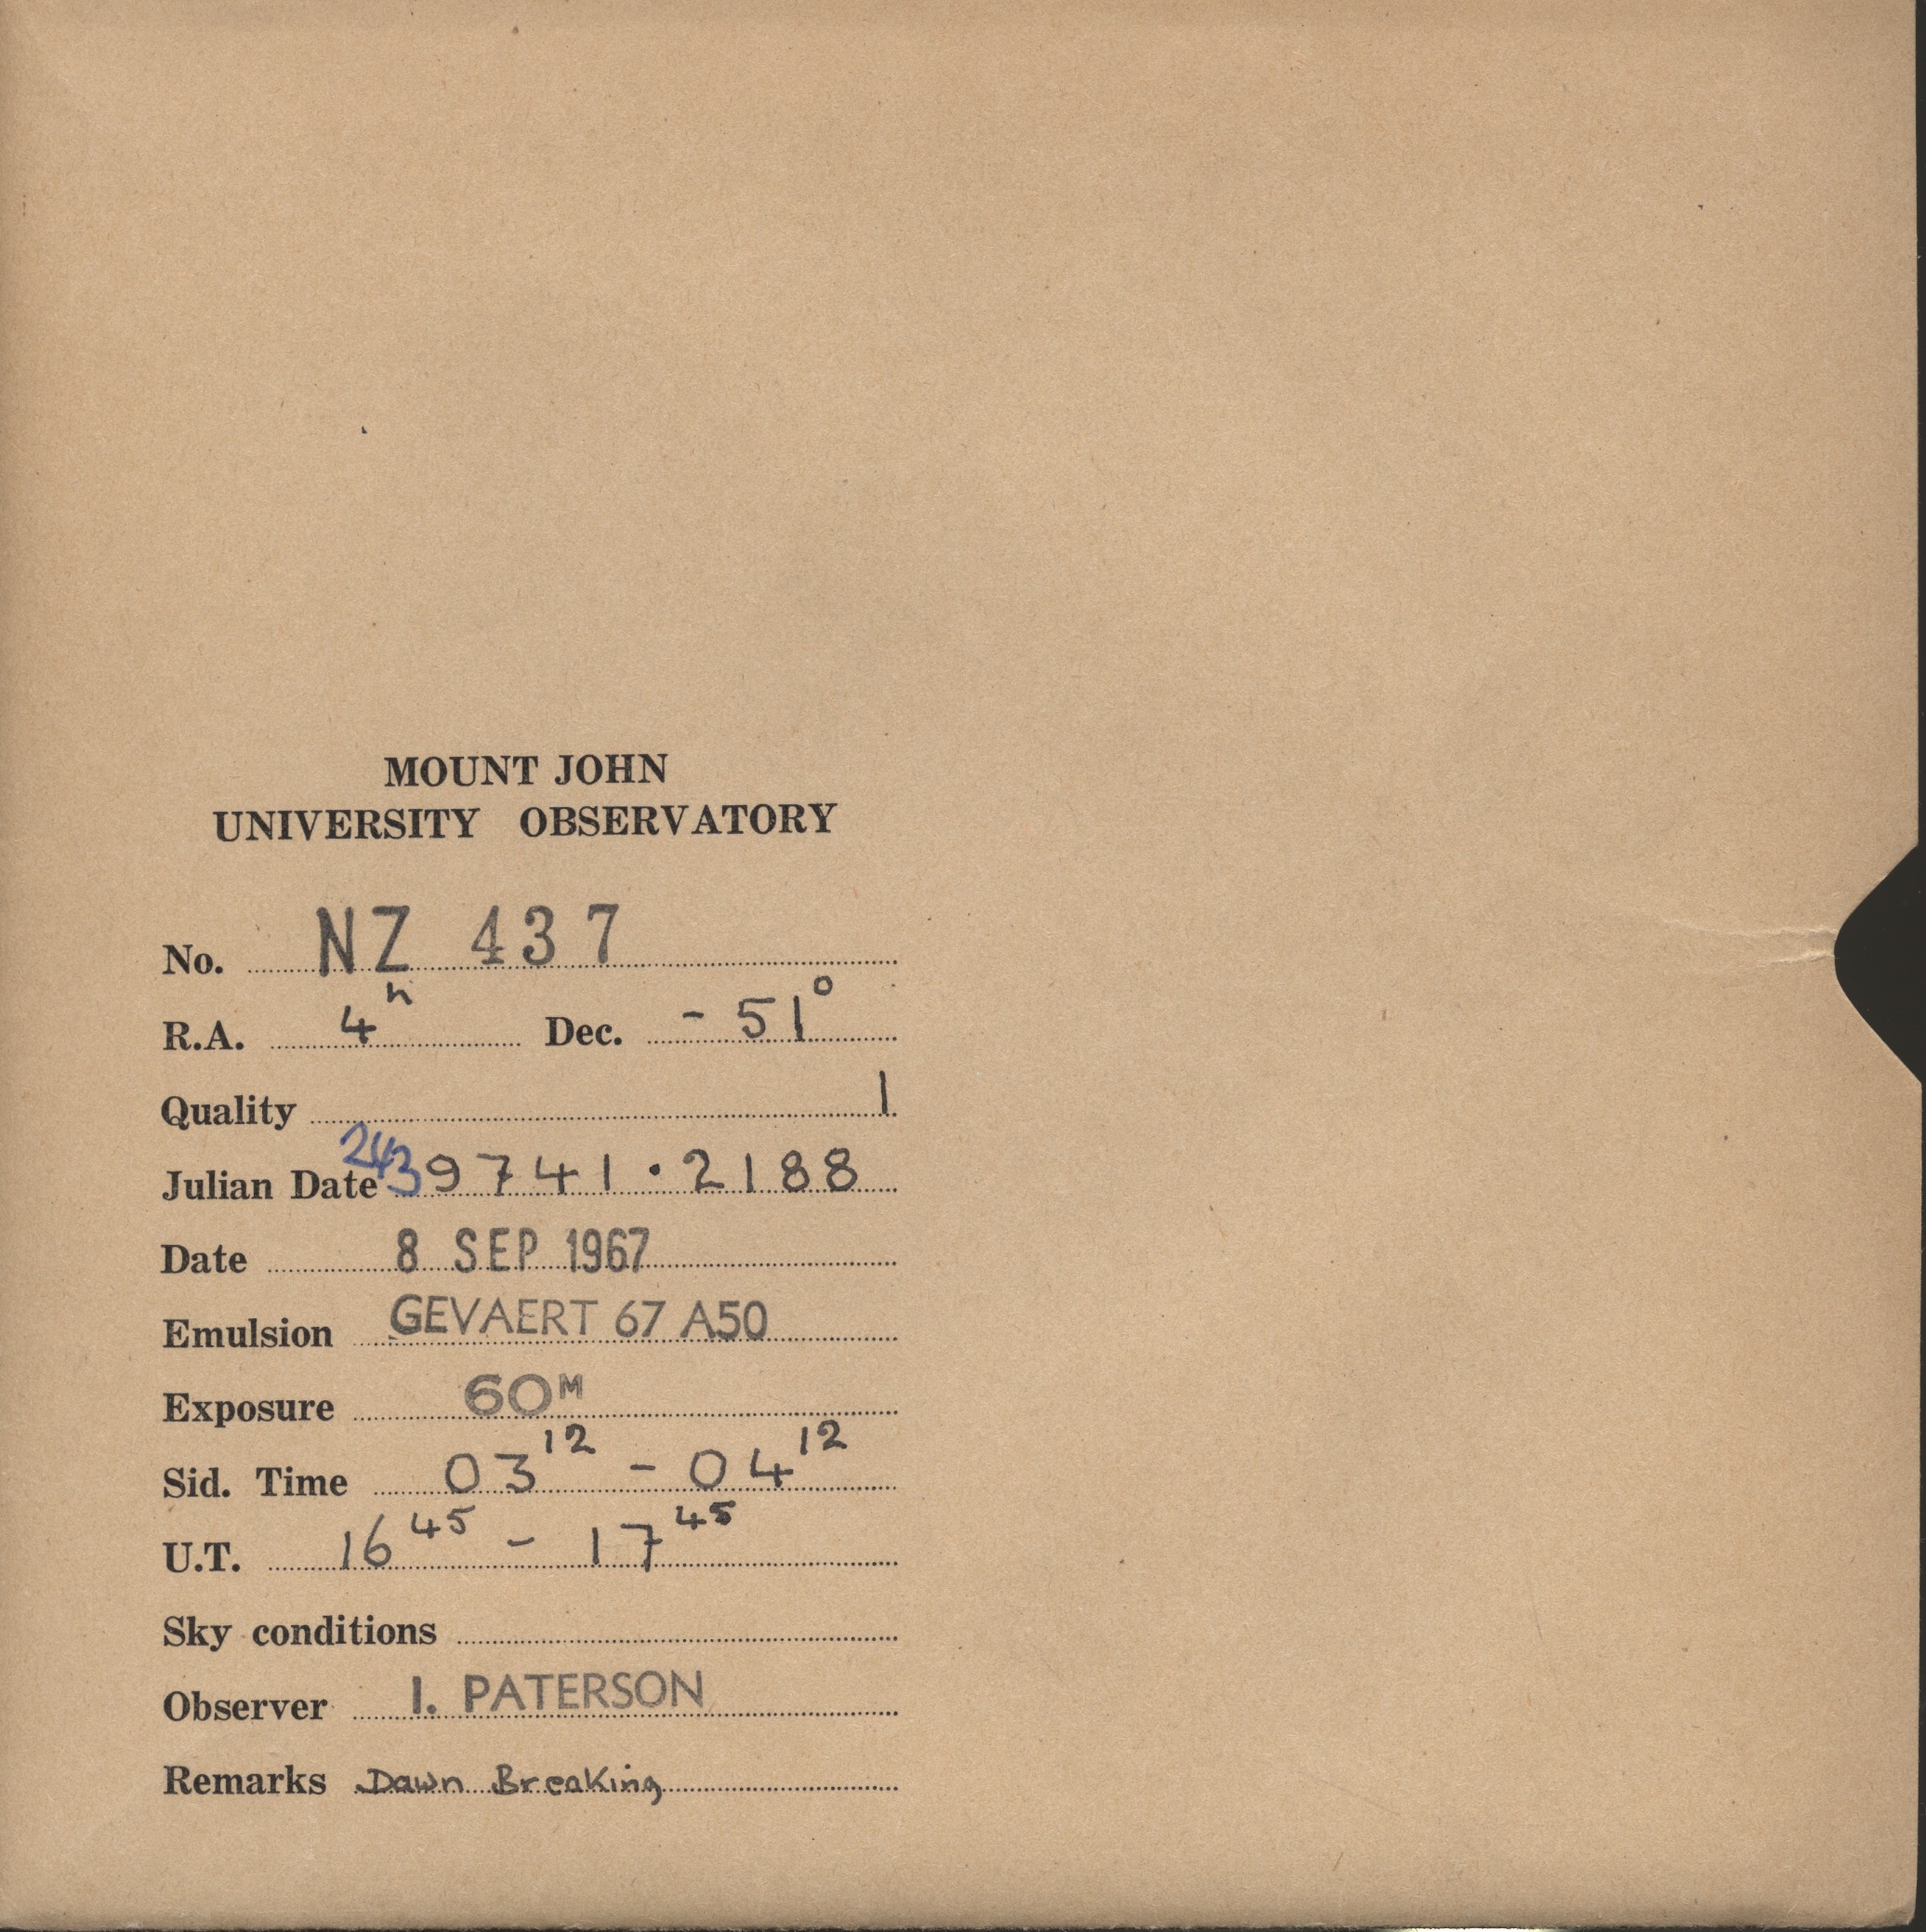 MOUNT JOHN
UNIVERSITY OBSERVATORY
No. NZ 437
R.A. 4h Dec. - 51°
Quality 1
Julian Date 2439741.2188
Date 8 SEP 1967
Emulsion GEVAERT 67 A50
Exposure 60M
Sid. Time 03 12 - 04 12
U.T. 16 45 - 17 45
Sky conditions
Observer I. PATERSON
Remarks Dawn Breaking